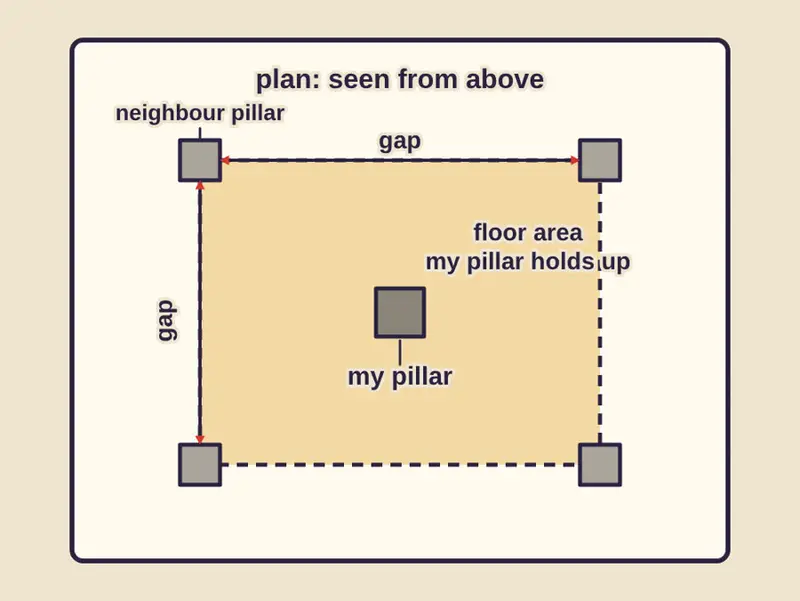 plan: seen from above
neighbour pillar
gap
floor area
my pillar holds up
gap
my pillar